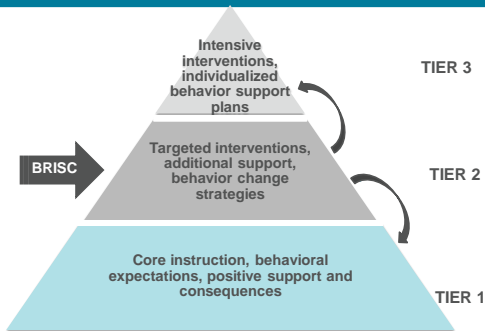 Intensive
interventions,
individualized
behavior support
plans
TIER 3
Targeted interventions,
additional support,
behavior change
strategies
BRISC
TIER 2
Core instruction, behavioral
expectations, positive support and
consequences
TIER 1